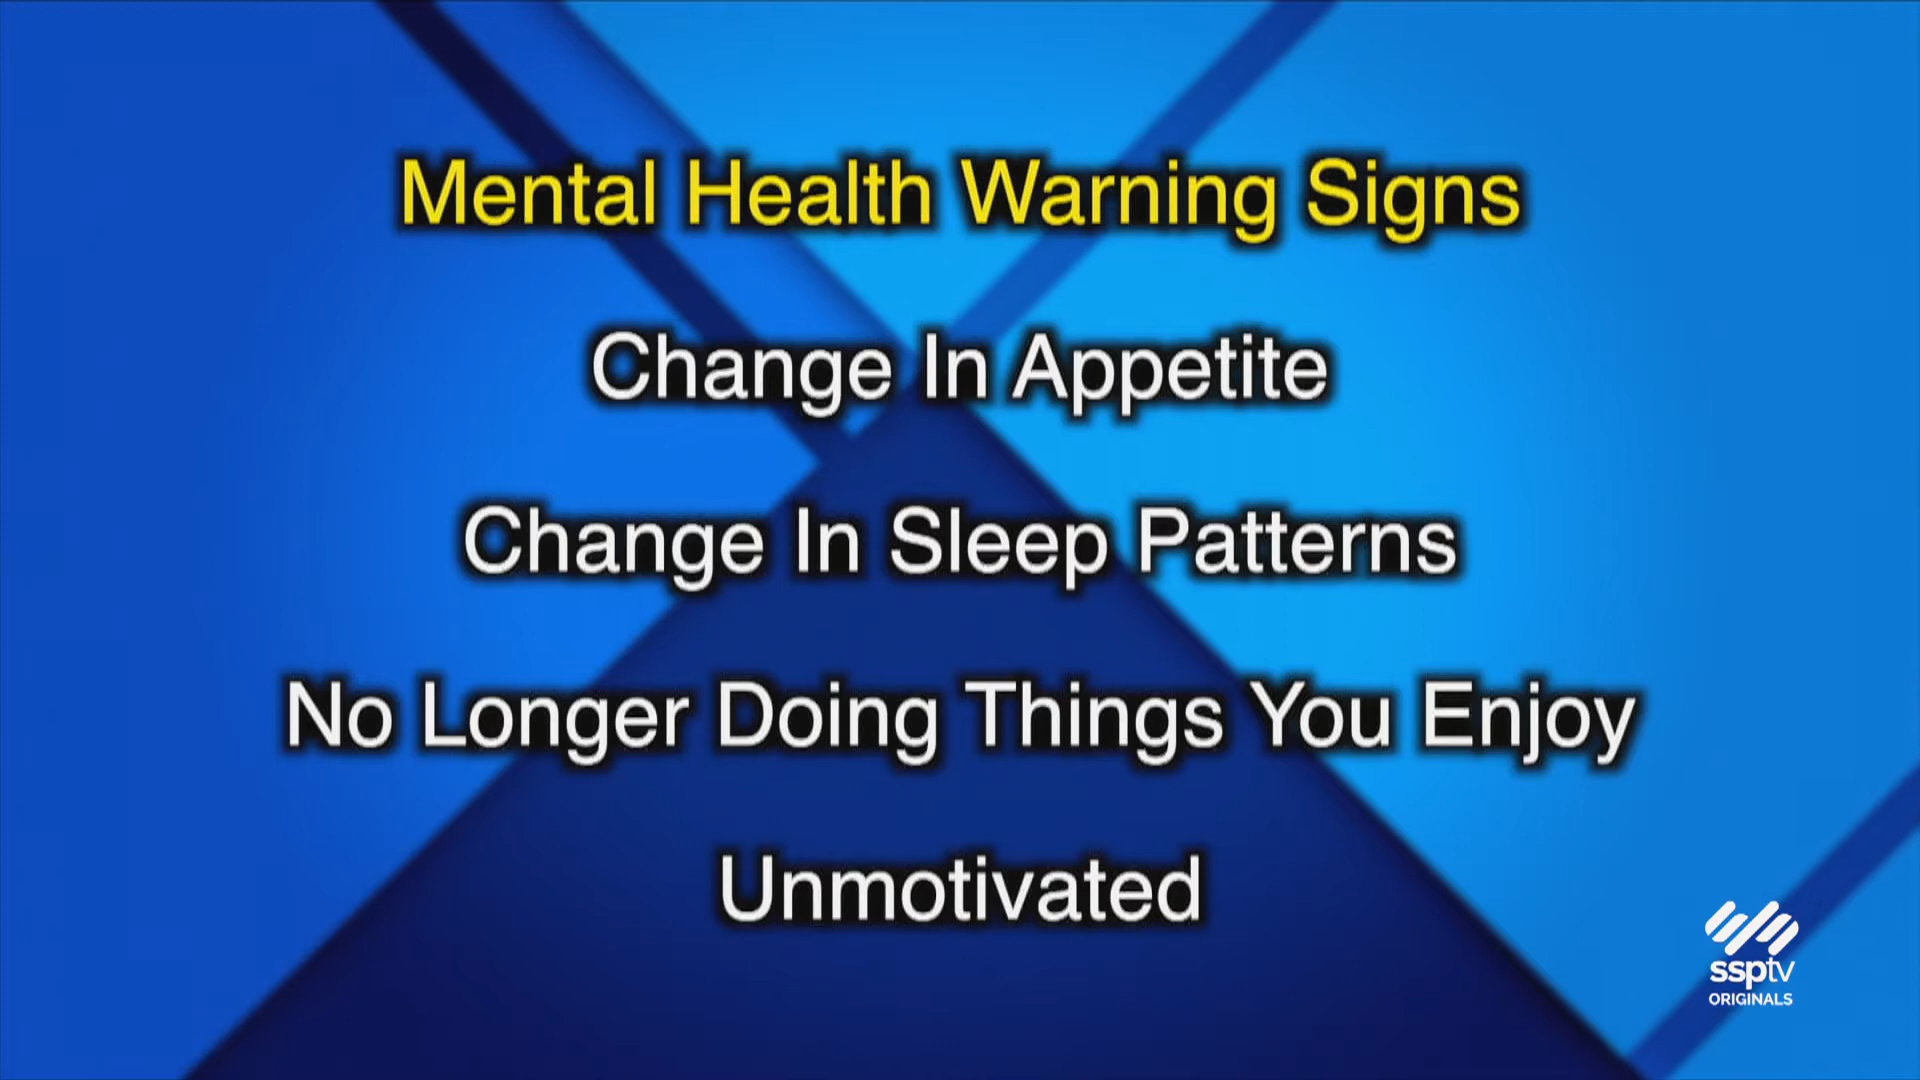 Mental Health Warning Signs
Change In Appetite
Change In Sleep Patterns
No Longer Doing Things You Enjoy
Unmotivated
ssptv
ORIGINALS